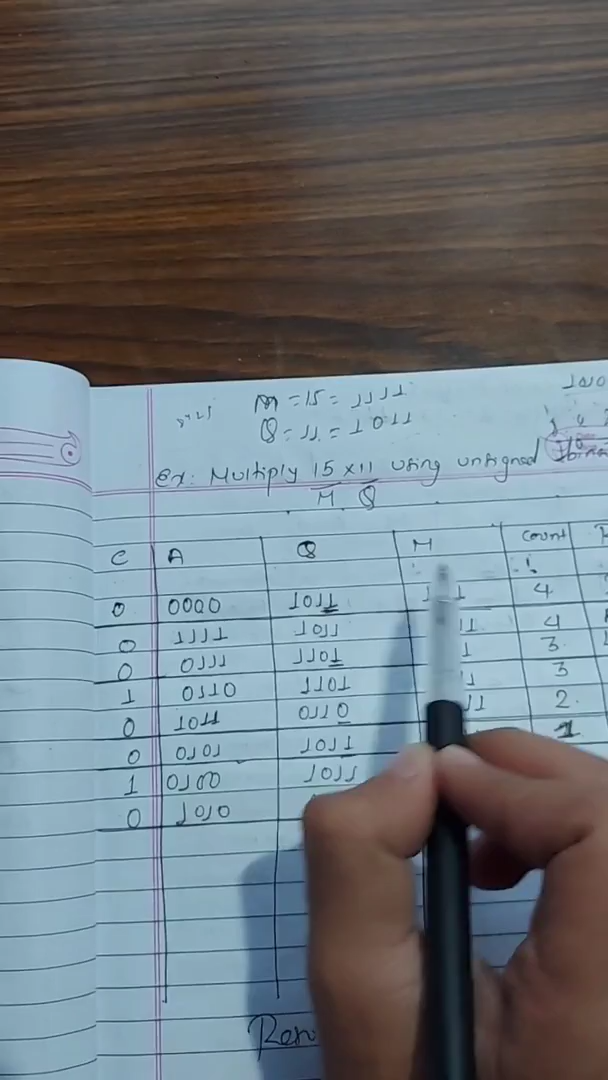 M = 15 = 1111
Q = 11 = 1011
Ex: Multiply 15 x 11 using unsigned
M Q
C A Q M Count
0 0000 1011 4
0 1111 1011 4
0 0111 1101 3
1 0110 1101 3
0 1011 0110 2
0 0101 1011 1
1 0100 1011
0 1010